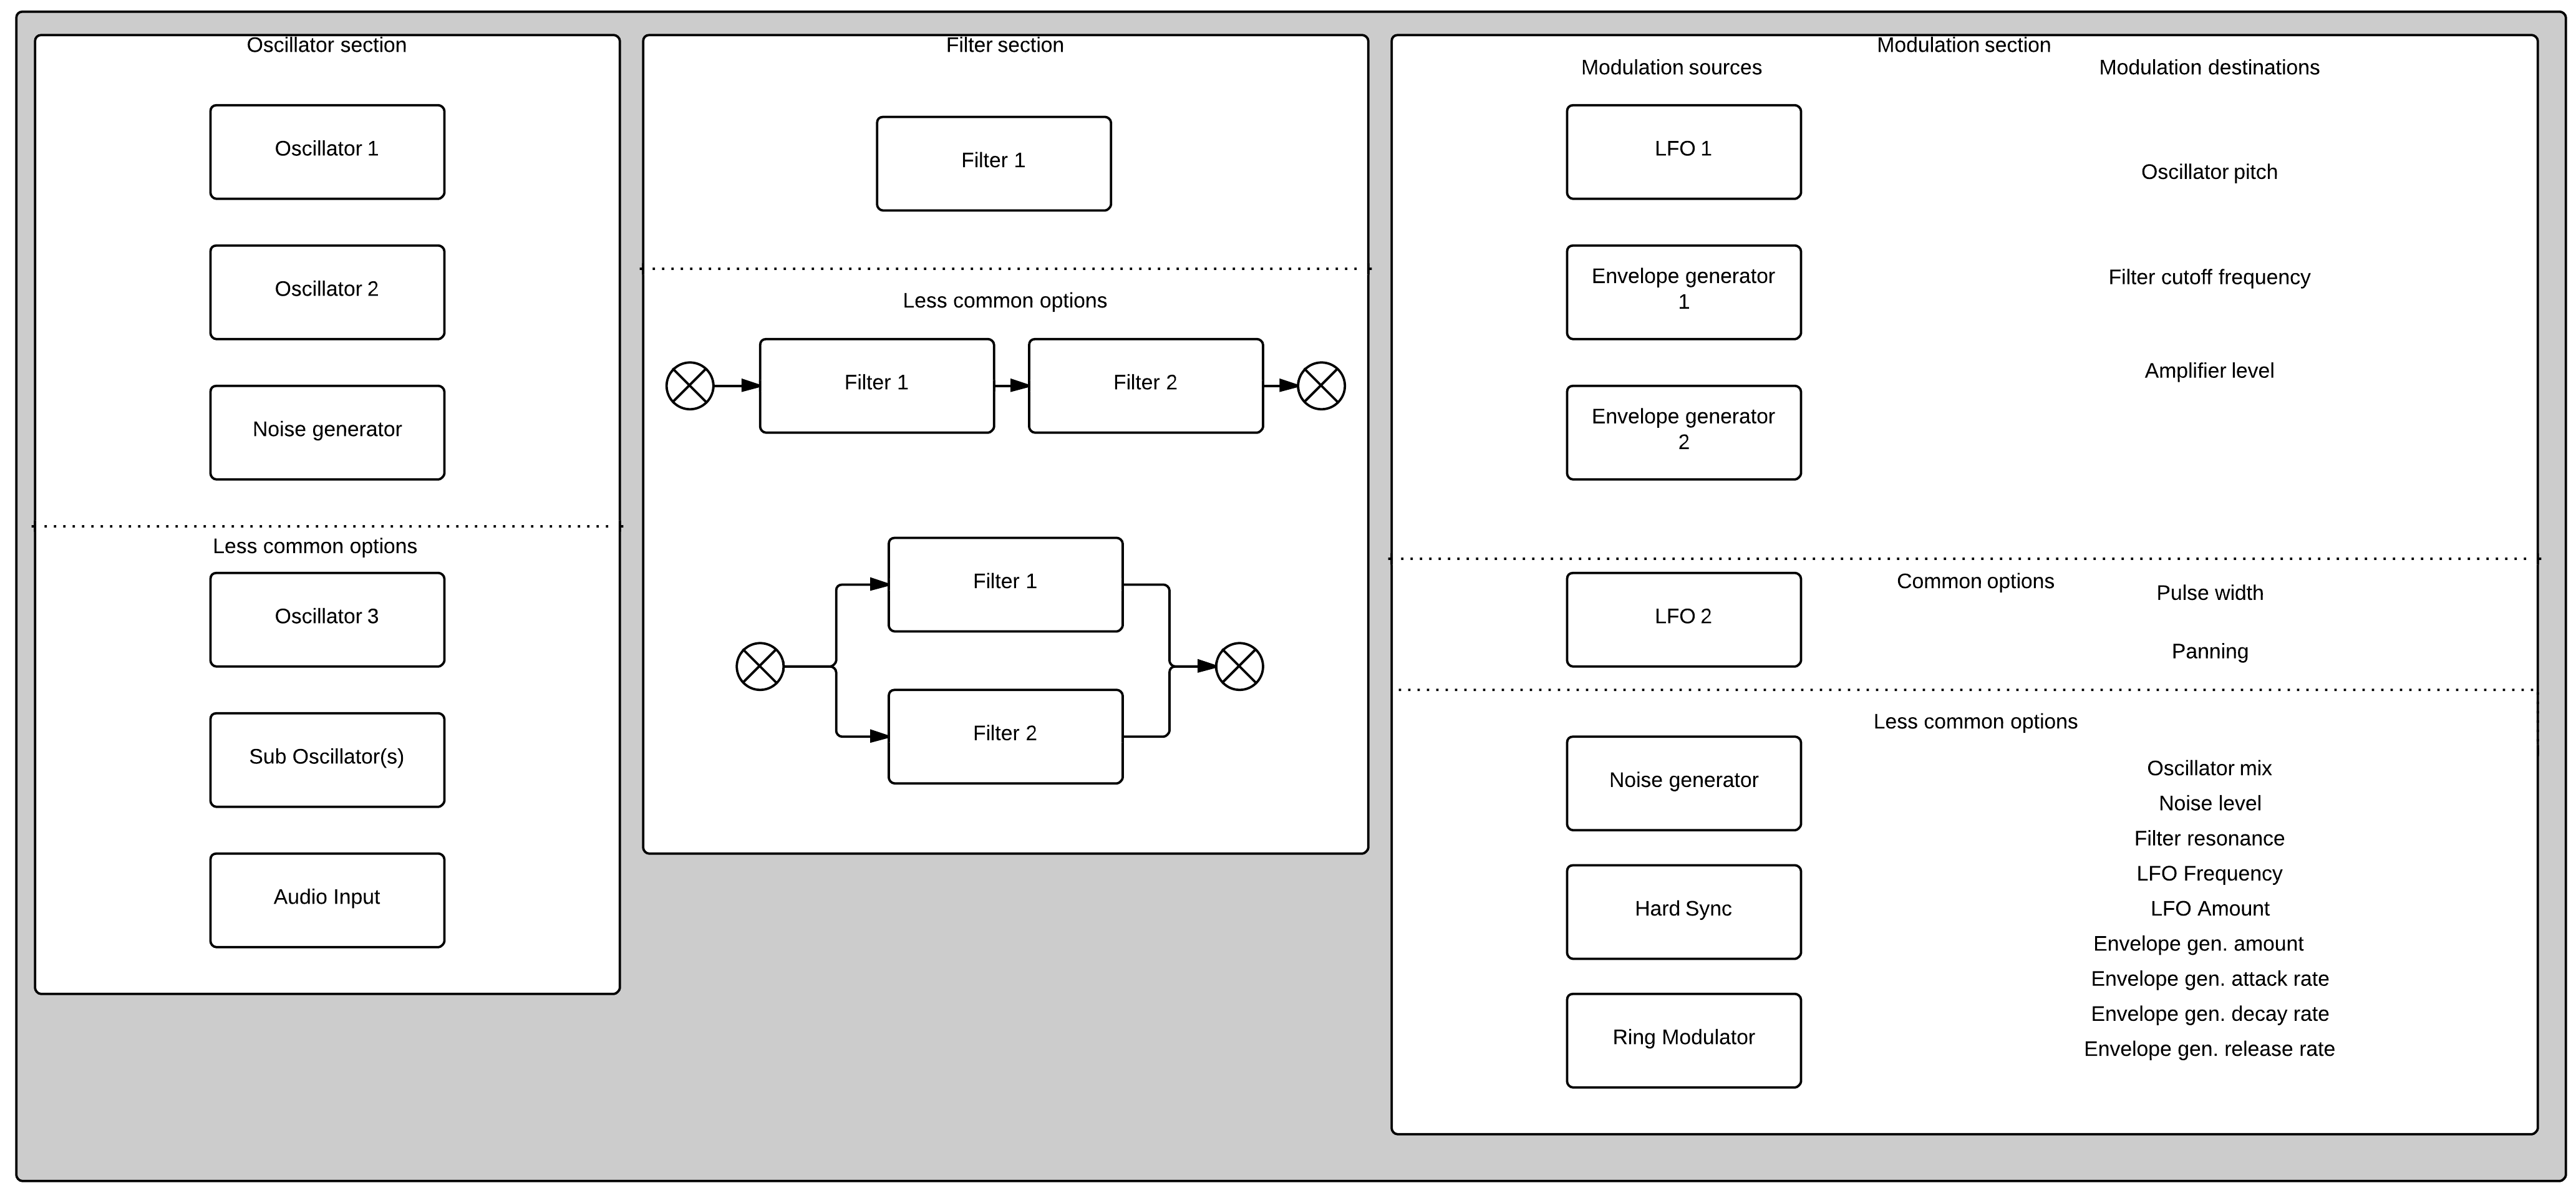 Oscillator section
Oscillator 1
Oscillator 2
Noise generator
Less common options
Oscillator 3
Sub Oscillator(s)
Audio Input
Filter section
Filter 1
Less common options
Filter 1
Filter 2
Filter 1
Filter 2
Modulation section
Modulation sources
Modulation destinations
LFO 1
Oscillator pitch
Envelope generator
1
Filter cutoff frequency
Amplifier level
Envelope generator
2
Common options
LFO 2
Pulse width
Panning
Less common options
Noise generator
Hard Sync
Ring Modulator
Oscillator mix
Noise level
Filter resonance
LFO Frequency
LFO Amount
Envelope gen. amount
Envelope gen. attack rate
Envelope gen. decay rate
Envelope gen. release rate